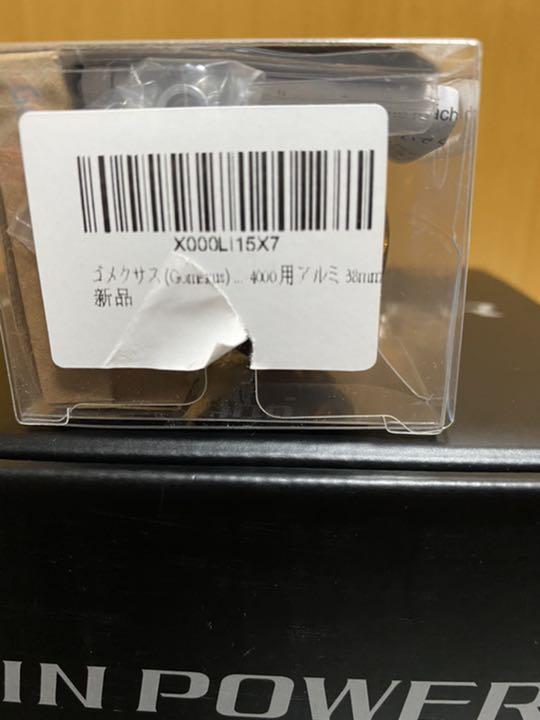 X000LI15X7
ゴメクサス (Gomexus) ... 4000用アルミ 38mm
新品
IN POWER